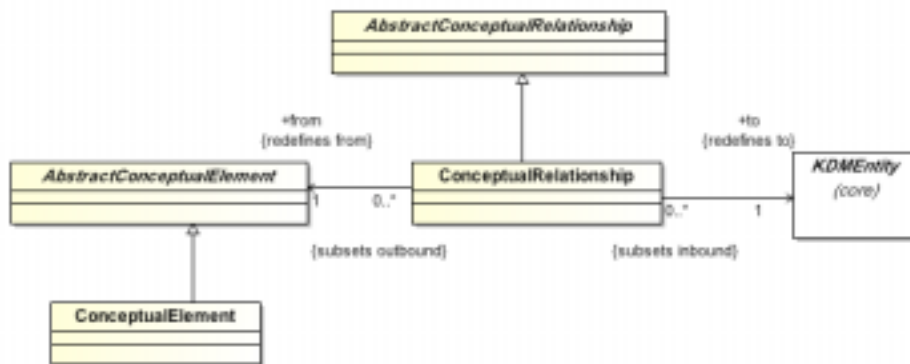 AbstractConceptualRelationship
+from
{redefines from}
+to
{redefines to}
AbstractConceptualElement
ConceptualRelationship
KDMEntity
(core)
1
0..*
0..*
1
{subsets outbound}
{subsets inbound}
ConceptualElement